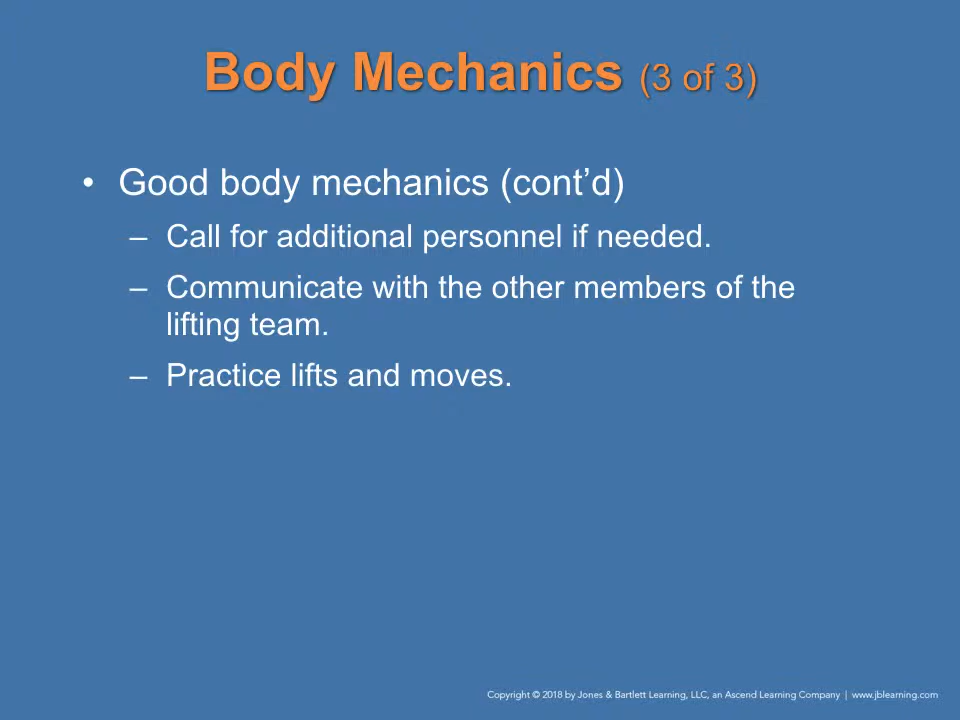 Body Mechanics (3 of 3)
• Good body mechanics (cont’d)
– Call for additional personnel if needed.
– Communicate with the other members of the
lifting team.
– Practice lifts and moves.
Copyright © 2018 by Jones & Bartlett Learning, LLC, an Ascend Learning Company | www.jblearning.com